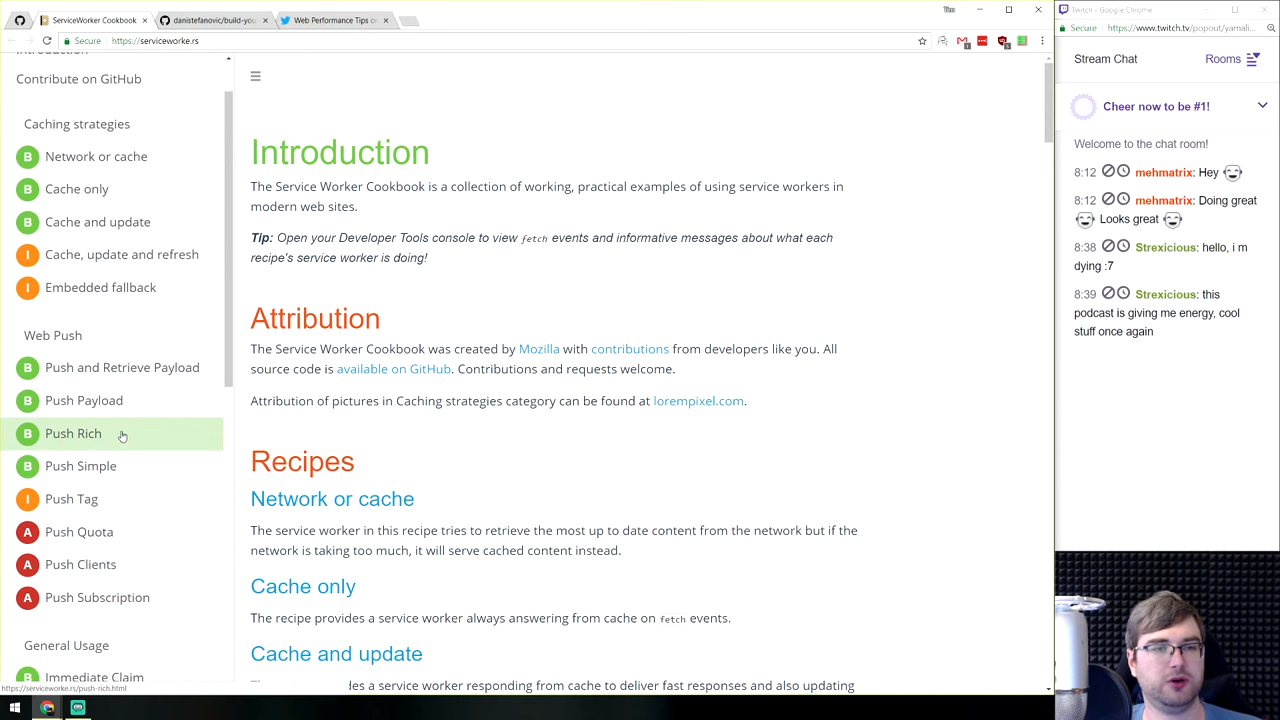 ServiceWorker Cookbook
danistefanovic/build-you
Web Performance Tips o
You
Secure
https://serviceworke.rs
Contribute on GitHub
Caching strategies
B Network or cache
B Cache only
B Cache and update
I Cache, update and refresh
I Embedded fallback
Web Push
B Push and Retrieve Payload
B Push Payload
B Push Rich
B Push Simple
I Push Tag
A Push Quota
A Push Clients
A Push Subscription
General Usage
Immediate Claim
https://serviceworke.rs/push-rich.html
Introduction
The Service Worker Cookbook is a collection of working, practical examples of using service workers in
modern web sites.
Tip: Open your Developer Tools console to view fetch events and informative messages about what each
recipe's service worker is doing!
Attribution
The Service Worker Cookbook was created by Mozilla with contributions from developers like you. All
source code is available on GitHub. Contributions and requests welcome.
Attribution of pictures in Caching strategies category can be found at lorempixel.com.
Recipes
Network or cache
The service worker in this recipe tries to retrieve the most up to date content from the network but if the
network is taking too much, it will serve cached content instead.
Cache only
The recipe provides a service worker always answering from cache on fetch events.
Cache and update
des a service worker responding from cache to deliver fast responses and also updating
Twitch - Google Chrome
Secure
https://www.twitch.tv/popout/yamali...
Stream Chat
Rooms
Cheer now to be #1!
Welcome to the chat room!
8:12 mehmatrix: Hey
8:12 mehmatrix: Doing great
Looks great
8:38 Strexicious: hello, i m
dying :7
8:39 Strexicious: this
podcast is giving me energy, cool
stuff once again